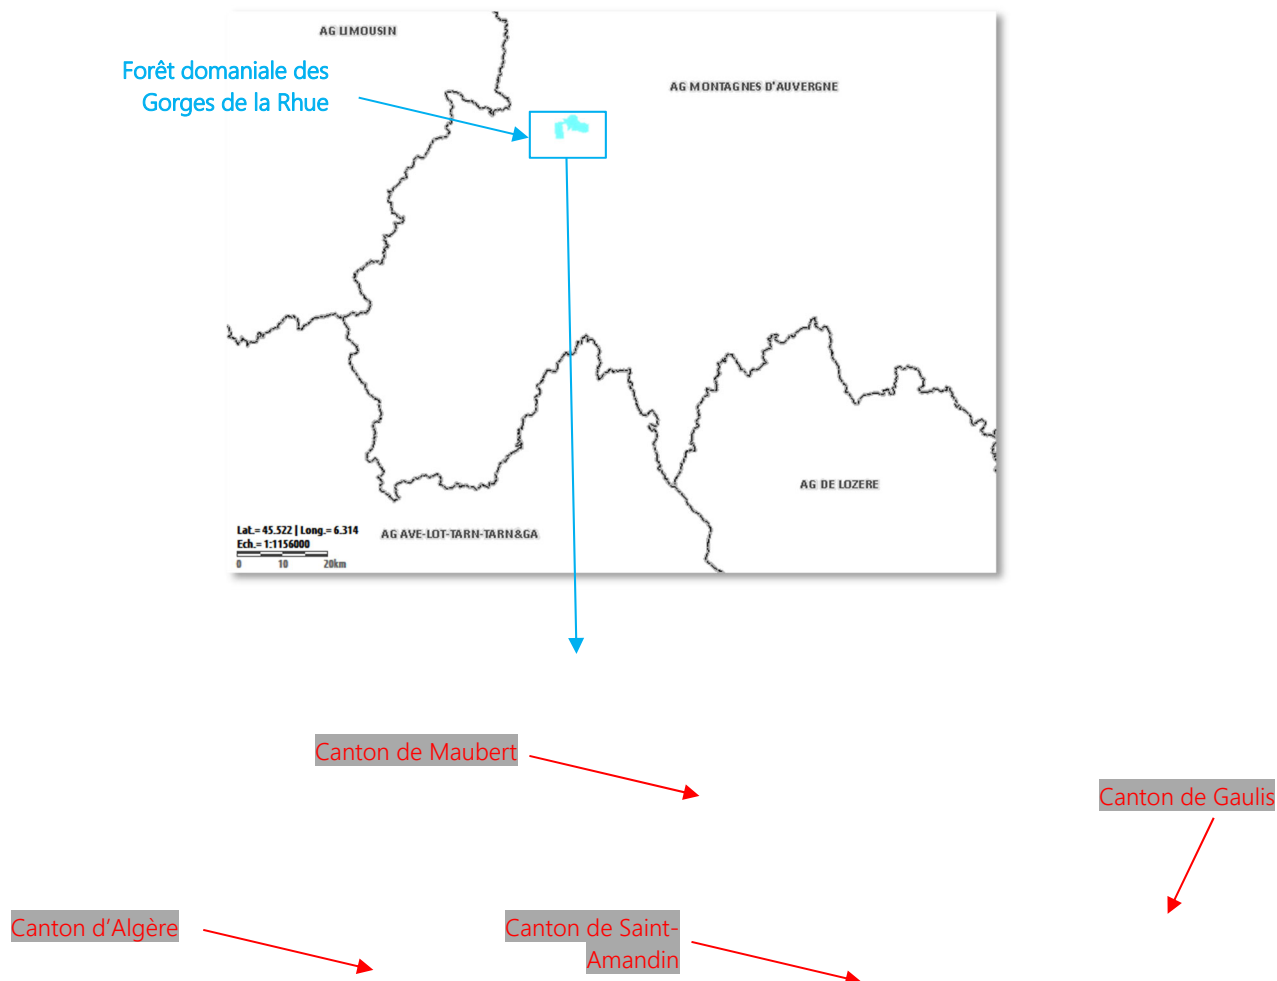 AG LIMOUSIN
Forêt domaniale des
Gorges de la Rhue
AG MONTAGNES D'AUVERGNE
AG DE LOZERE
Lat.= 45.522 | Long.= 6.314
Ech.= 1:1156000
0 10 20km
AG AVE-LOT-TARN-TARN&GA
Canton de Maubert
Canton de Gaulis
Canton d'Algère
Canton de Saint-
Amandin